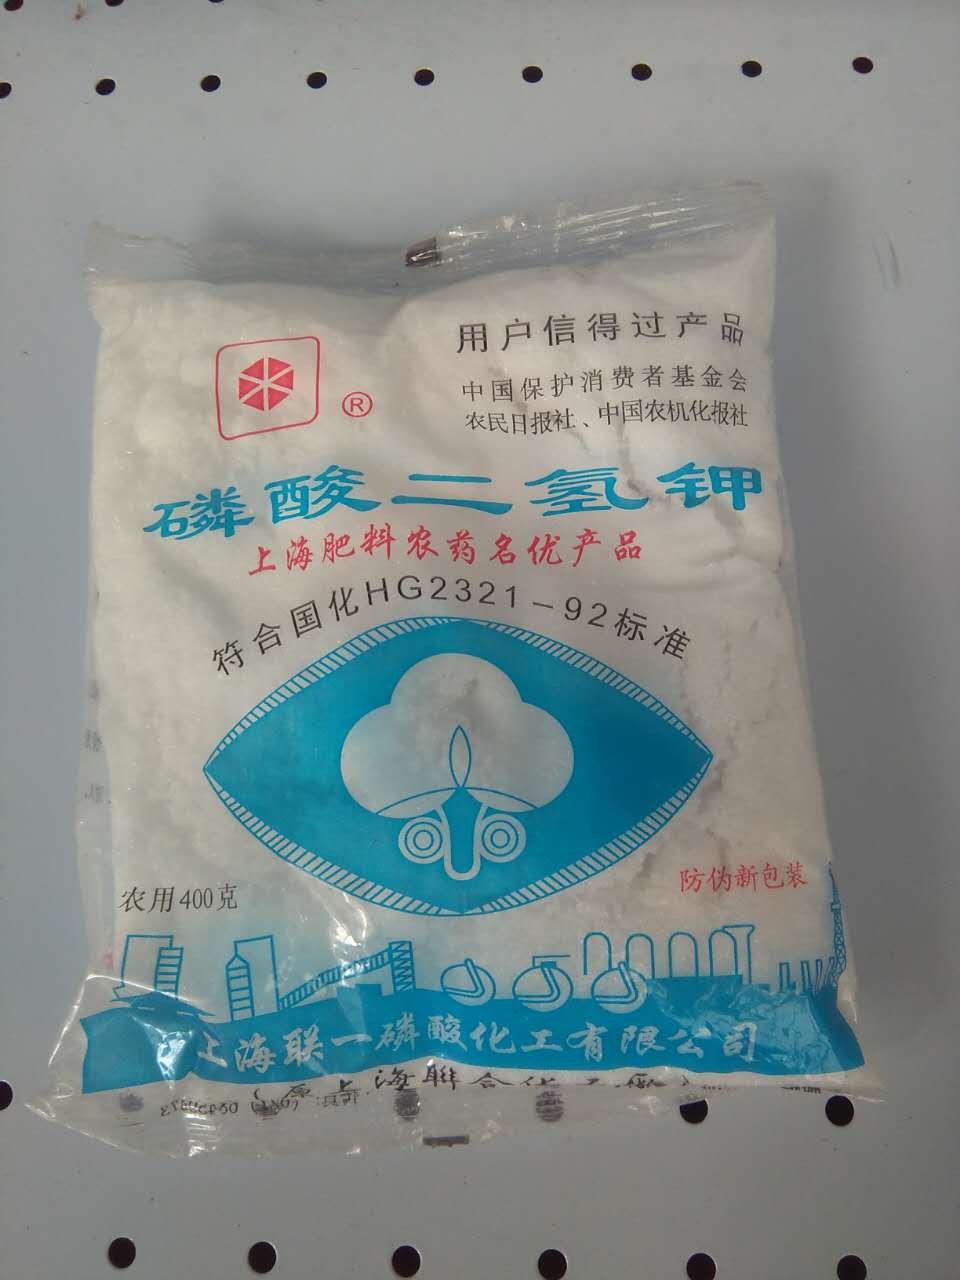 用户信得过产品
中国保护消费者基金会
农民日报社、中国农机化报社
®
磷酸二氢钾
上海肥料农药名优产品
符合国化HG2321-92标准
农用400克
防伪新包装
上海联一磷酸化工有限公司